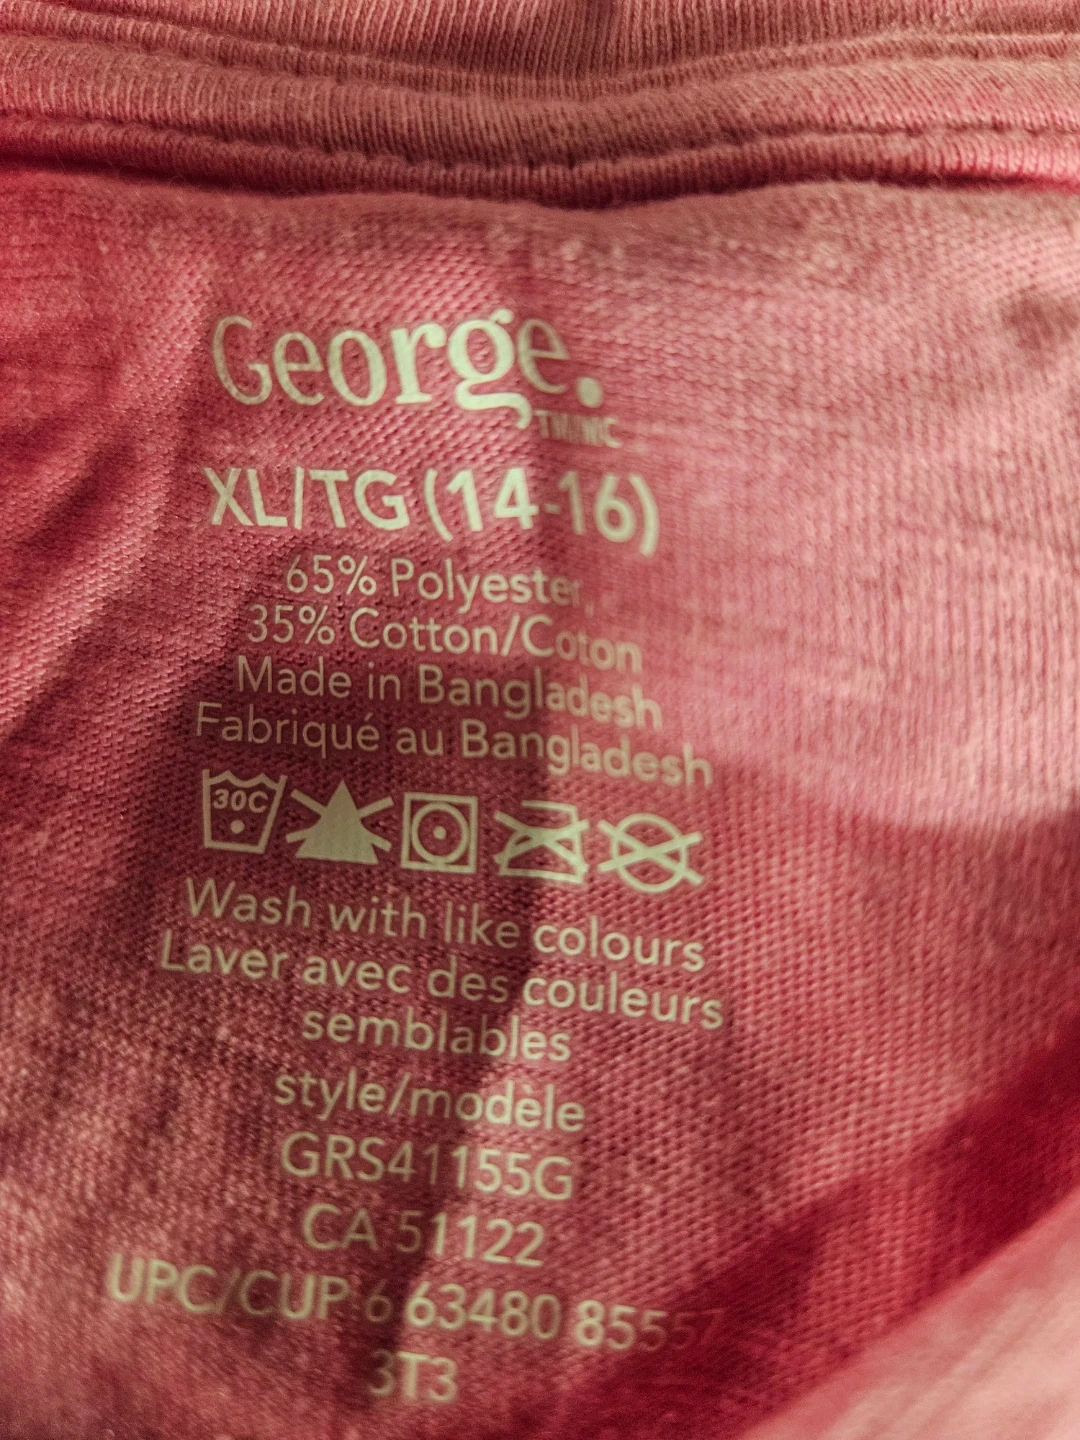 George.
XL/TG (14-16)
65% Polyester,
35% Cotton/Coton
Made in Bangladesh
Fabriqué au Bangladesh
30C
Wash with like colours
Laver avec des couleurs
semblables
style/modèle
GRS41155G
CA 51122
UPC/CUP 6 63480 85557
3T3